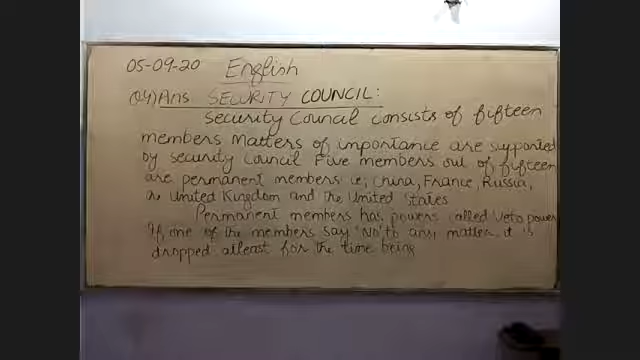 05-09-20 English
Q4) Ans SECURITY COUNCIL:
Security Council consists of fifteen
members Matters of importance are supported
by security Council Five members out of fifteen
are permanent members i.e; China, France, Russia,
the United Kingdom and the United States
Permanent members has powers called Veto power
If one of the members say 'No' to any matter, it is
dropped atleast for the time being